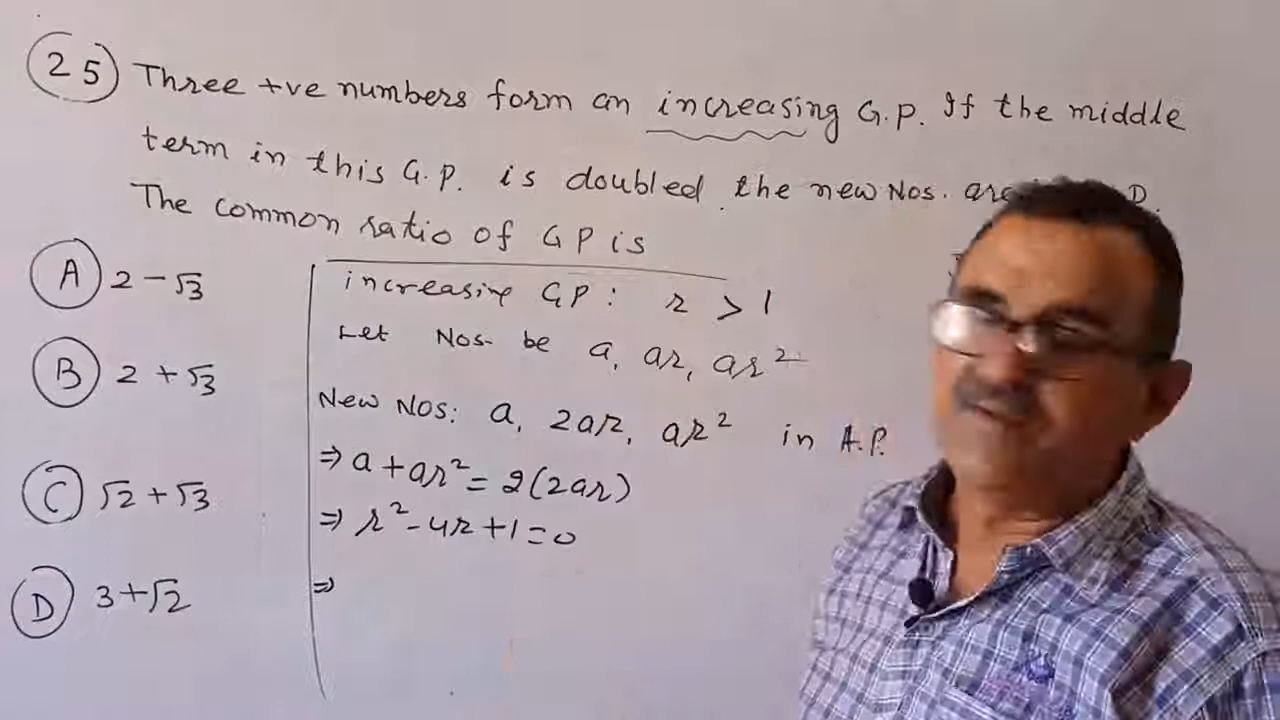 25 Three +ve numbers form an increasing G.P. If the middle
term in this G.P. is doubled the new Nos. are
The common ratio of GP is
A 2 - √3
B 2 + √3
C √2 + √3
D 3 + √2
increasing GP : r > 1
Let Nos- be a, ar, ar²
New Nos: a, 2ar, ar² in A.P.
⇒ a + ar² = 2(2ar)
⇒ r² - 4r + 1 = 0
⇒